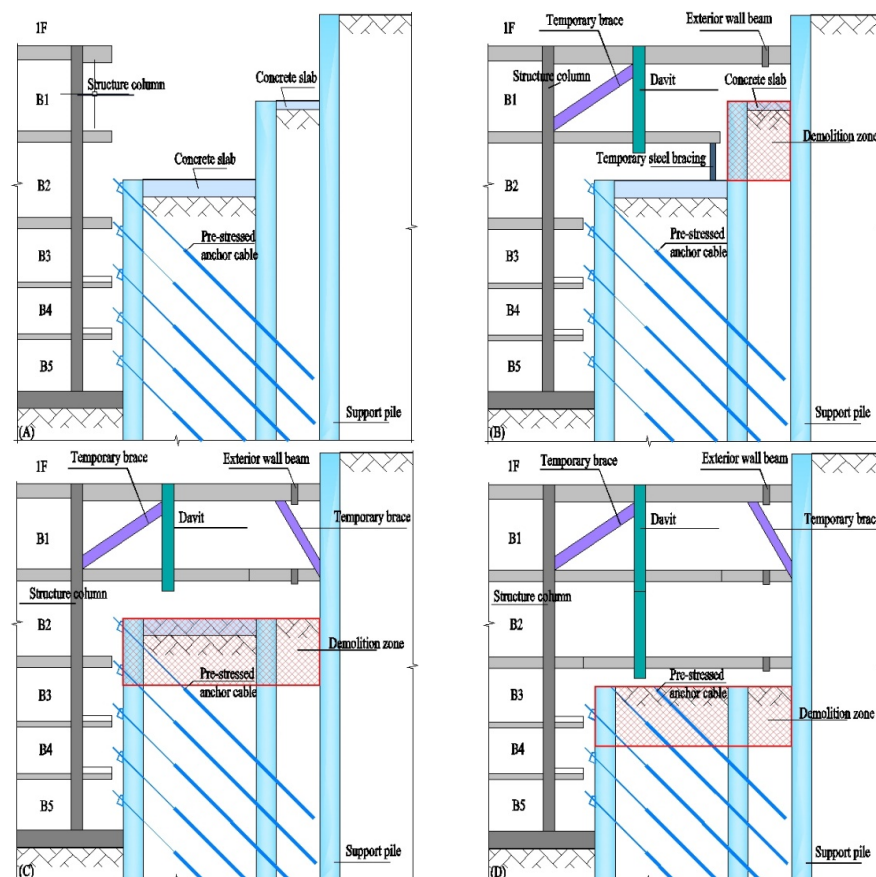 1F
Structure column
Concrete slab
B1
Concrete slab
B2
Pre-stressed
anchor cable
B3
B4
B5
Support pile
(A)
1F
Temporary brace
Exterior wall beam
Structure column
Davit
Concrete slab
B1
Demolition zone
Temporary steel bracing
B2
Pre-stressed
anchor cable
B3
B4
B5
Support pile
(B)
1F
Temporary brace
Exterior wall beam
Davit
Temporary brace
B1
Structure column
B2
Demolition zone
Pre-stressed
anchor cable
B3
B4
B5
Support pile
(C)
1F
Temporary brace
Exterior wall beam
Davit
Temporary brace
B1
Structure column
B2
Pre-stressed
anchor cable
B3
Demolition zone
B4
B5
Support pile
(D)